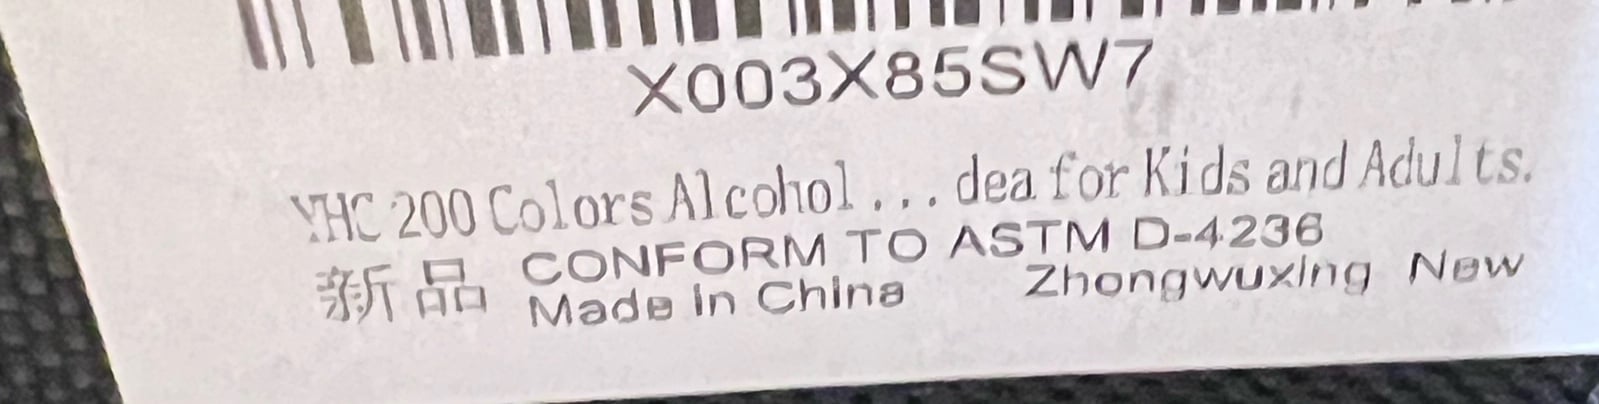 X003X85SW7
YHC 200 Colors Alcohol... dea for Kids and Adults.
新品 CONFORM TO ASTM D-4236
Made in China Zhongwuxing New